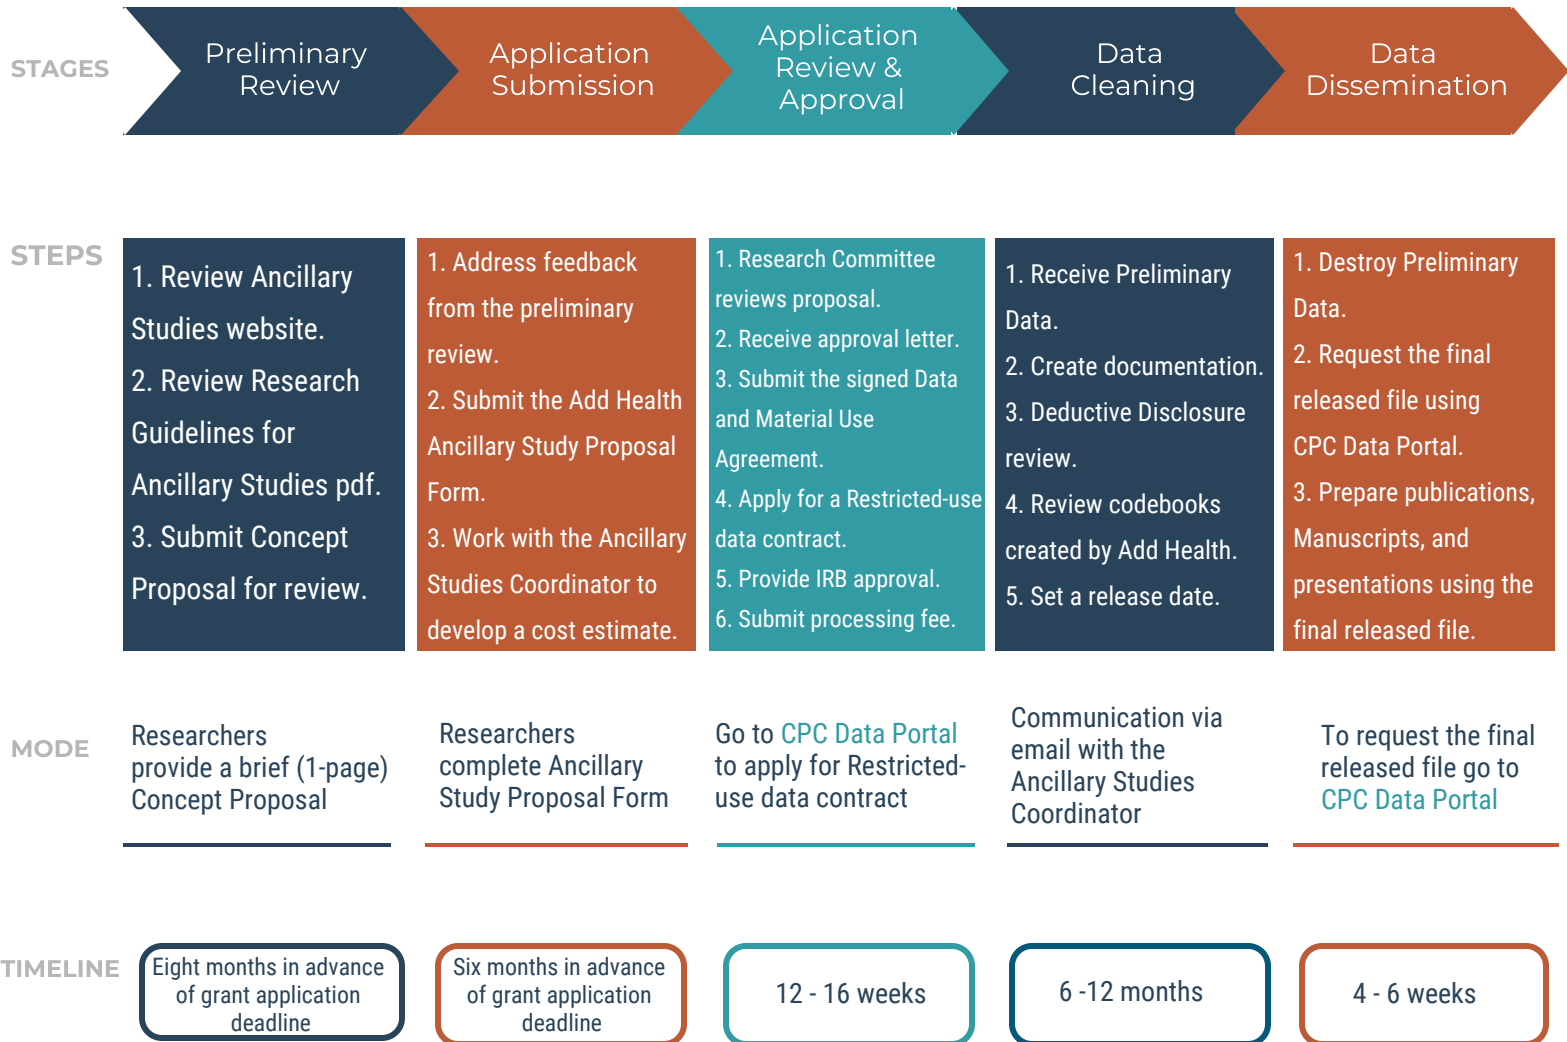 STAGES
Preliminary
Review
Application
Submission
Application
Review &
Approval
Data
Cleaning
Data
Dissemination
STEPS
1. Review Ancillary
Studies website.
2. Review Research
Guidelines for
Ancillary Studies pdf.
3. Submit Concept
Proposal for review.
1. Address feedback
from the preliminary
review.
2. Submit the Add Health
Ancillary Study Proposal
Form.
3. Work with the Ancillary
Studies Coordinator to
develop a cost estimate.
1. Research Committee
reviews proposal.
2. Receive approval letter.
3. Submit the signed Data
and Material Use
Agreement.
4. Apply for a Restricted-use
data contract.
5. Provide IRB approval.
6. Submit processing fee.
1. Receive Preliminary
Data.
2. Create documentation.
3. Deductive Disclosure
review.
4. Review codebooks
created by Add Health.
5. Set a release date.
1. Destroy Preliminary
Data.
2. Request the final
released file using
CPC Data Portal.
3. Prepare publications,
Manuscripts, and
presentations using the
final released file.
MODE
Researchers
provide a brief (1-page)
Concept Proposal
Researchers
complete Ancillary
Study Proposal Form
Go to CPC Data Portal
to apply for Restricted-
use data contract
Communication via
email with the
Ancillary Studies
Coordinator
To request the final
released file go to
CPC Data Portal
TIMELINE
Eight months in advance
of grant application
deadline
Six months in advance
of grant application
deadline
12 - 16 weeks
6 -12 months
4 - 6 weeks